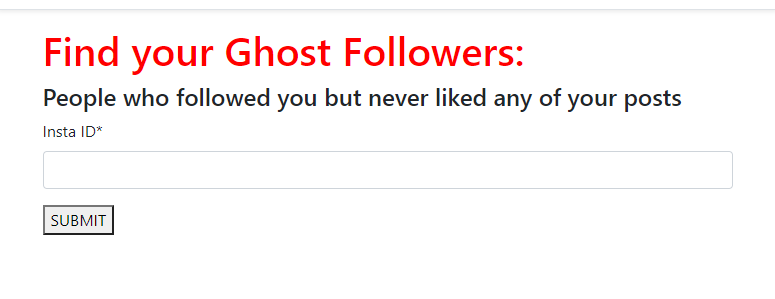 Find your Ghost Followers:
People who followed you but never liked any of your posts
Insta ID*
SUBMIT